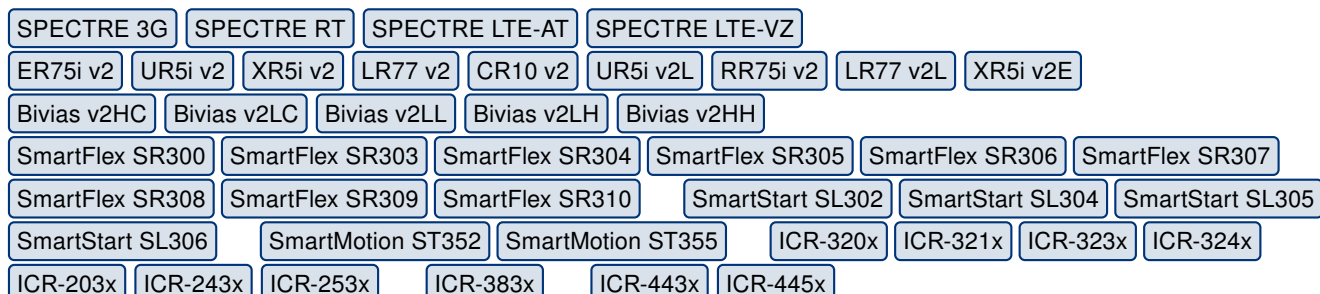 SPECTRE 3G SPECTRE RT SPECTRE LTE-AT SPECTRE LTE-VZ
ER75i v2 UR5i v2 XR5i v2 LR77 v2 CR10 v2 UR5i v2L RR75i v2 LR77 v2L XR5i v2E
Bivias v2HC Bivias v2LC Bivias v2LL Bivias v2LH Bivias v2HH
SmartFlex SR300 SmartFlex SR303 SmartFlex SR304 SmartFlex SR305 SmartFlex SR306 SmartFlex SR307
SmartFlex SR308 SmartFlex SR309 SmartFlex SR310 SmartStart SL302 SmartStart SL304 SmartStart SL305
SmartStart SL306 SmartMotion ST352 SmartMotion ST355 ICR-320x ICR-321x ICR-323x ICR-324x
ICR-203x ICR-243x ICR-253x ICR-383x ICR-443x ICR-445x